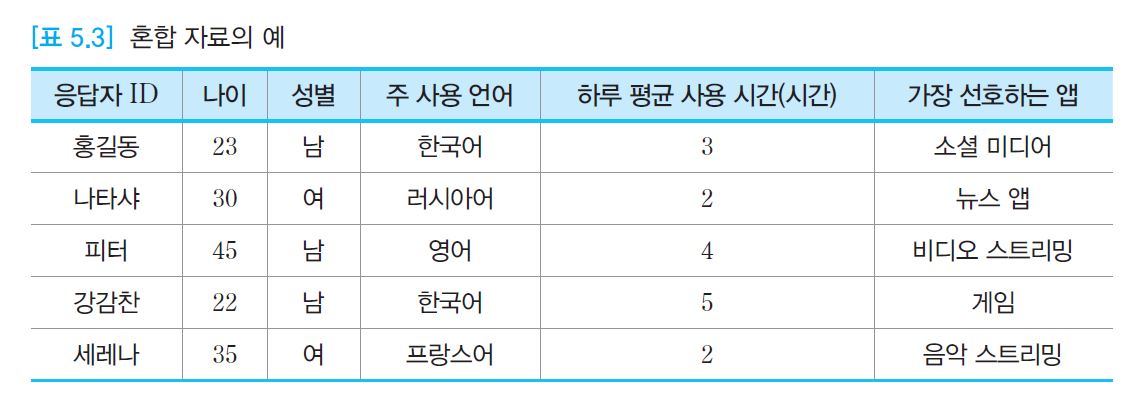 [표 5.3] 혼합 자료의 예
응답자 ID 나이 성별 주 사용 언어 하루 평균 사용 시간(시간) 가장 선호하는 앱
홍길동 23 남 한국어 3 소셜 미디어
나타샤 30 여 러시아어 2 뉴스 앱
피터 45 남 영어 4 비디오 스트리밍
강감찬 22 남 한국어 5 게임
세레나 35 여 프랑스어 2 음악 스트리밍